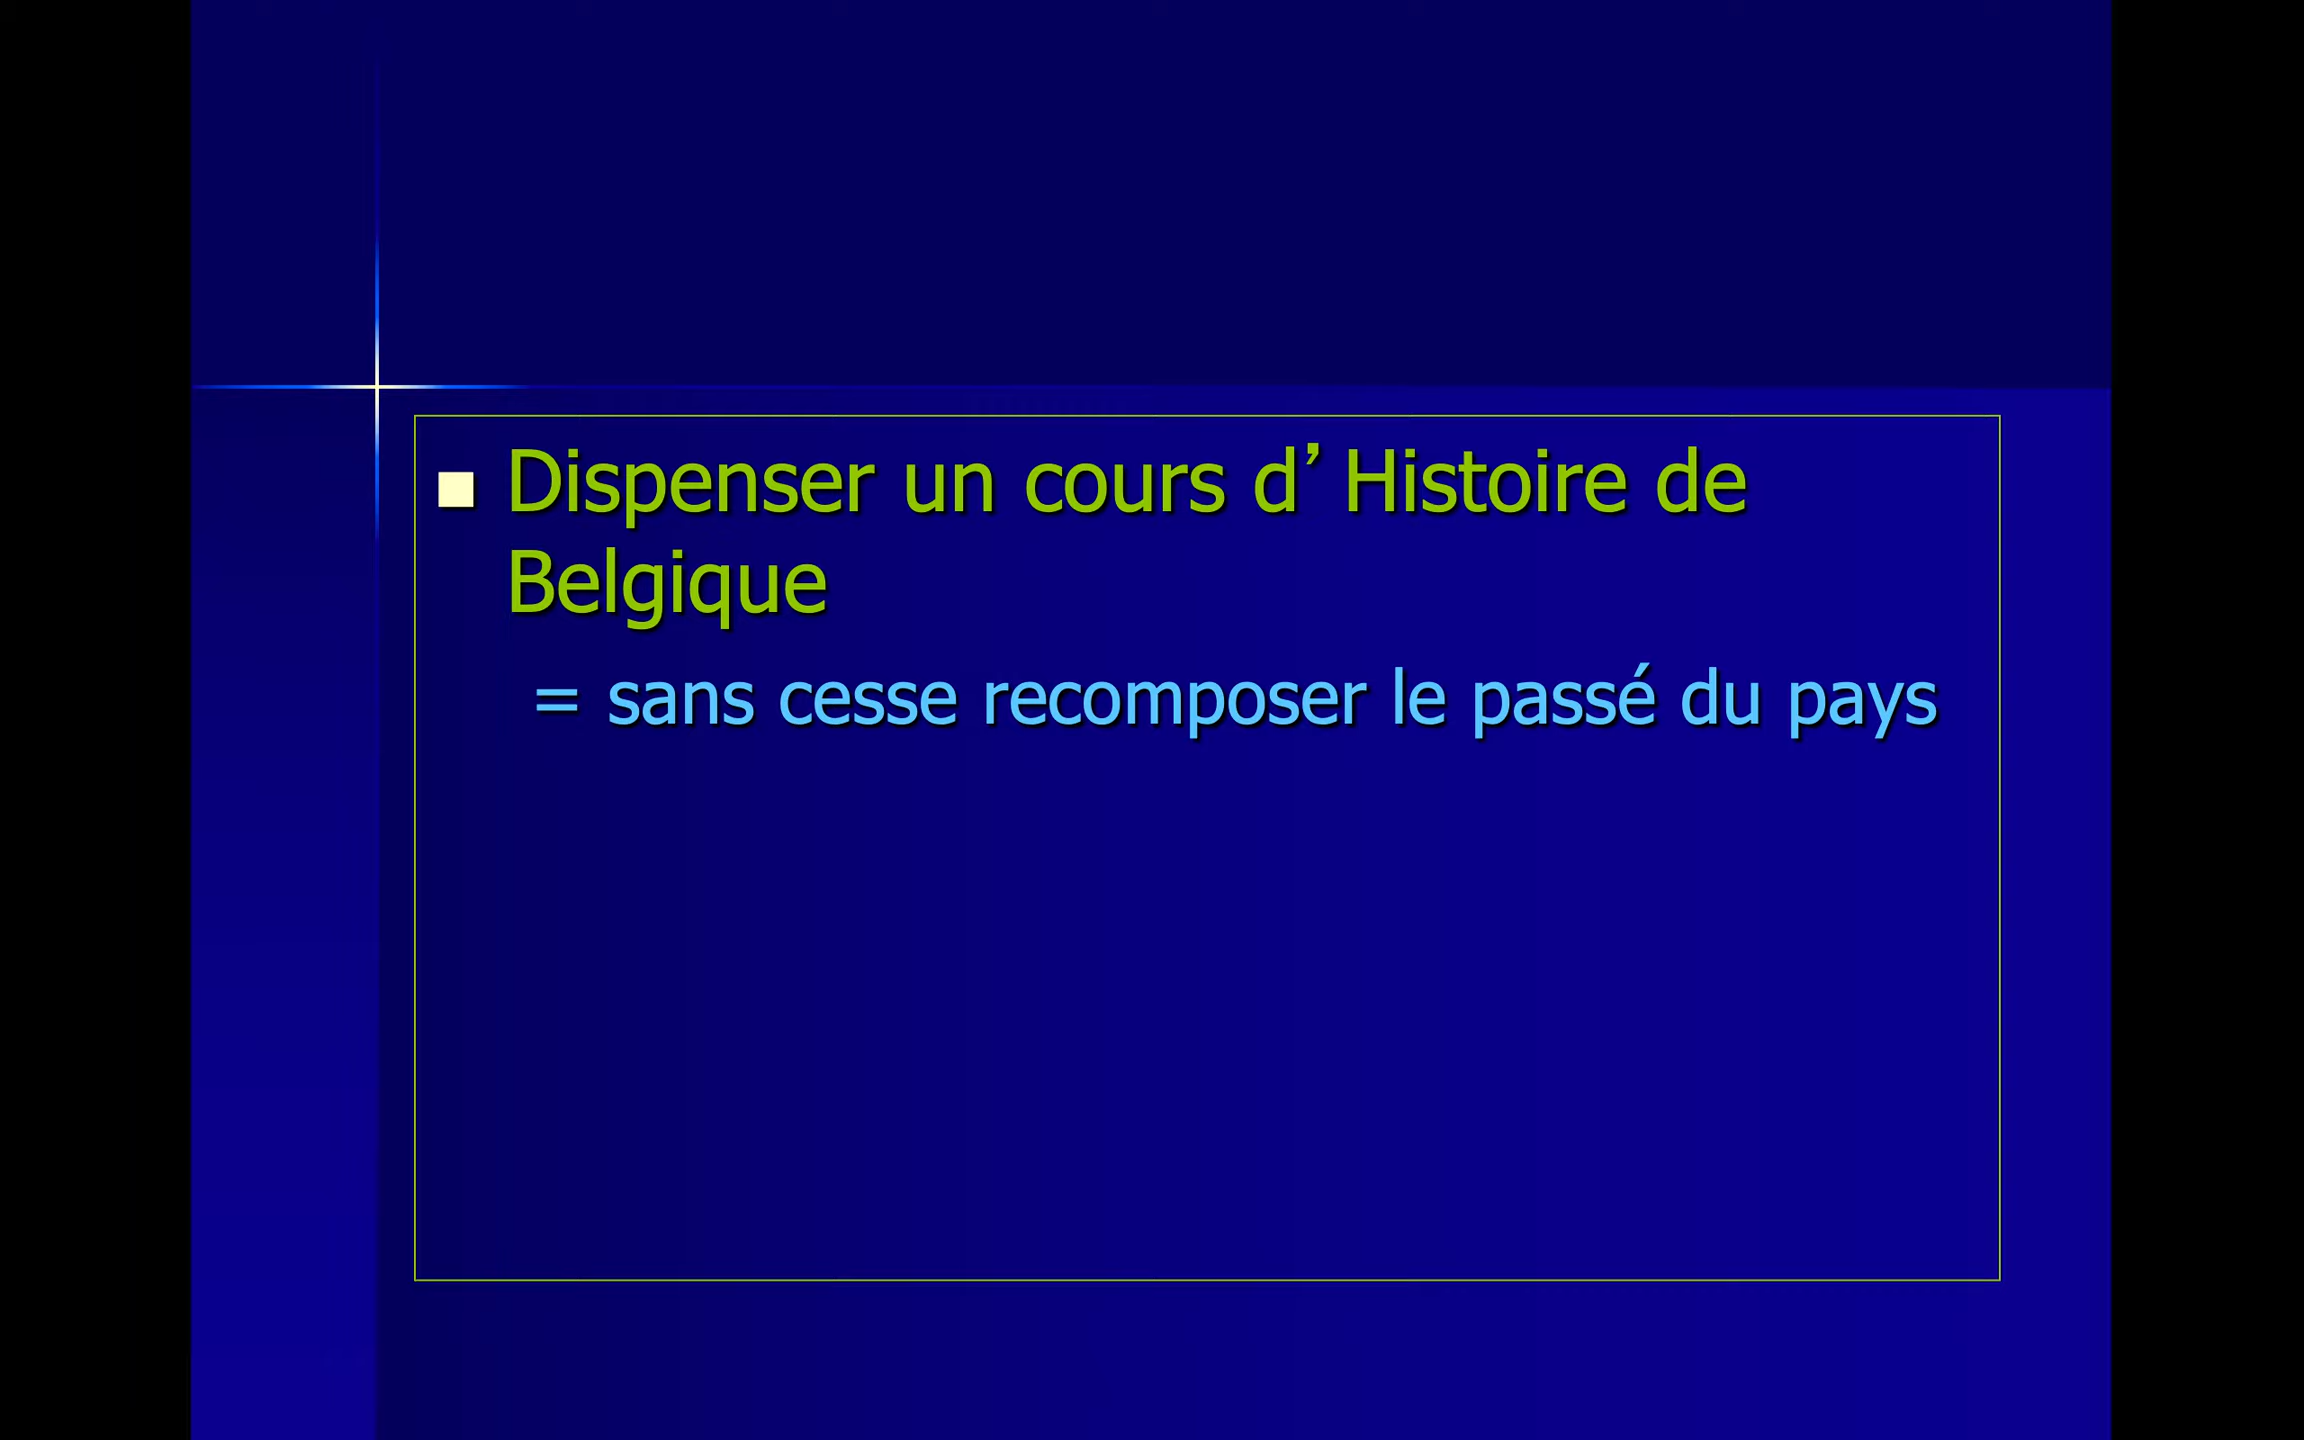 Dispenser un cours d’ Histoire de
Belgique
= sans cesse recomposer le passé du pays